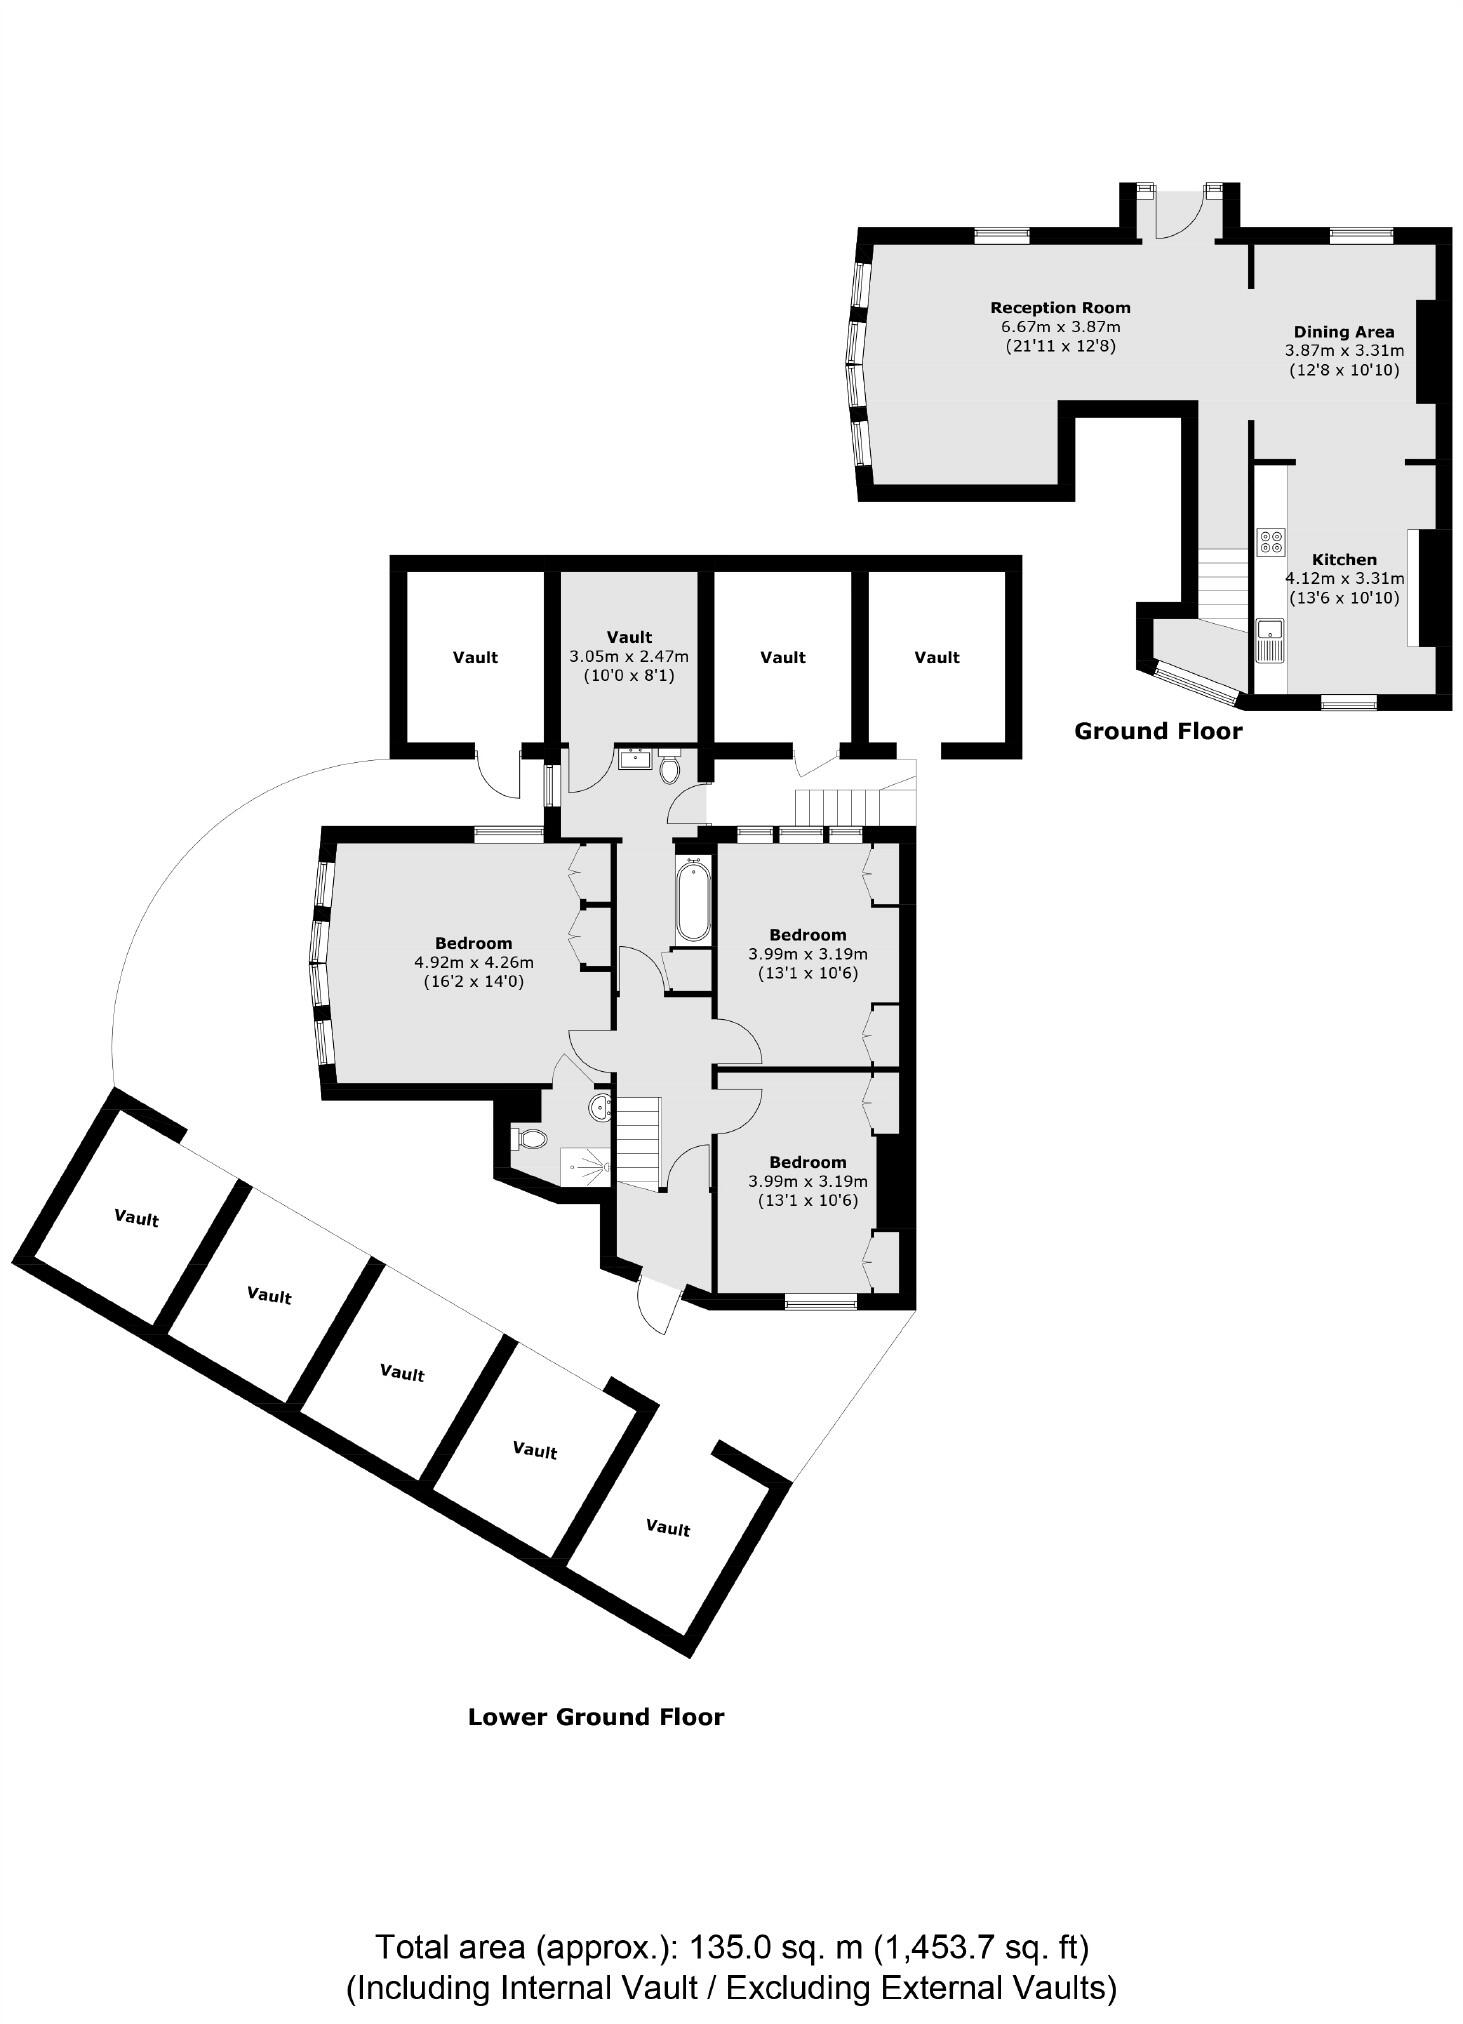 Reception Room
6.67m x 3.87m
(21'11 x 12'8)
Dining Area
3.87m x 3.31m
(12'8 x 10'10)
Kitchen
4.12m x 3.31m
(13'6 x 10'10)
Ground Floor
Vault
Vault
3.05m x 2.47m
(10'0 x 8'1)
Vault
Vault
Bedroom
4.92m x 4.26m
(16'2 x 14'0)
Bedroom
3.99m x 3.19m
(13'1 x 10'6)
Bedroom
3.99m x 3.19m
(13'1 x 10'6)
Vault
Vault
Vault
Vault
Vault
Lower Ground Floor
Total area (approx.): 135.0 sq. m (1,453.7 sq. ft)
(Including Internal Vault / Excluding External Vaults)